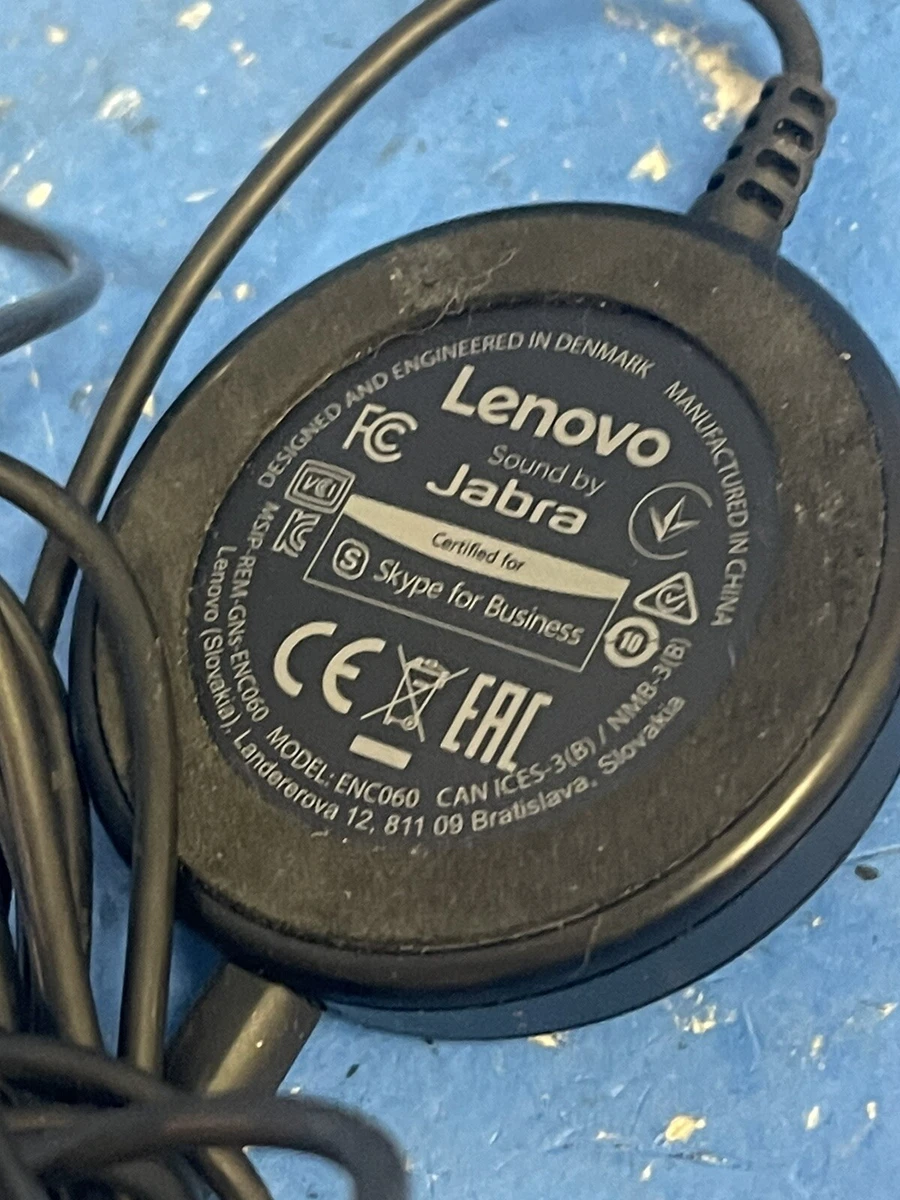 DESIGNED AND ENGINEERED IN DENMARK MANUFACTURED IN CHINA
Lenovo
FC
Sound by
Jabra
VCI
Certified for
S Skype for Business
10
CE
EAC
MSIP-REM-GNs-ENC060 MODEL: ENC060 CAN ICES-3(B) / NMB-3(B)
Lenovo (Slovakia), Landererova 12, 811 09 Bratislava, Slovakia